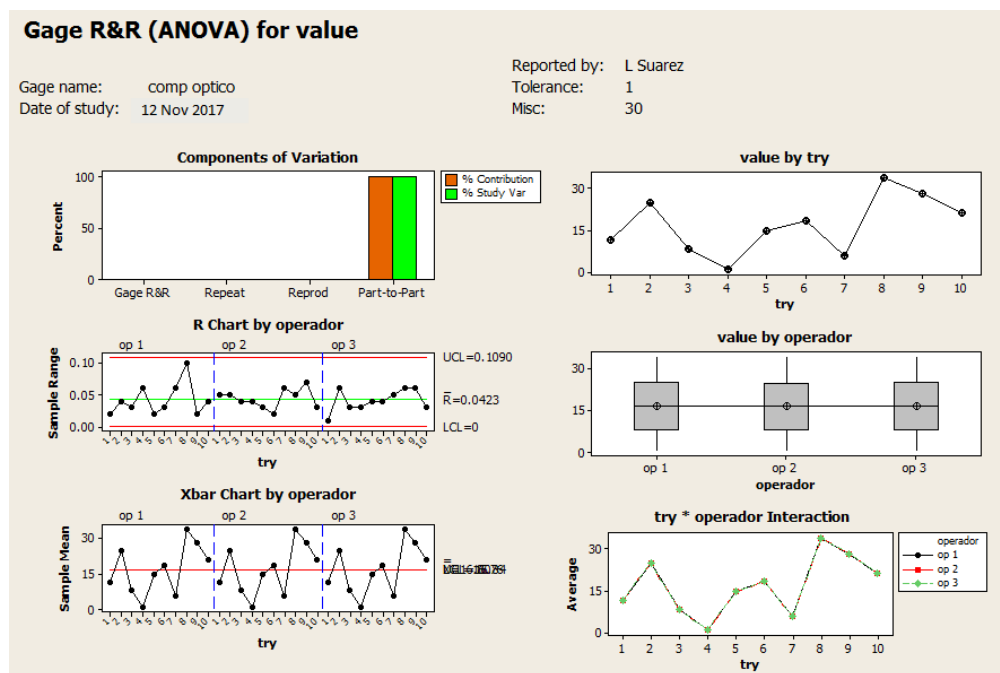 Gage R&R (ANOVA) for value
Gage name: comp optico
Date of study: 12 Nov 2017
Reported by: L Suarez
Tolerance: 1
Misc: 30
Components of Variation
100
50
0
Percent
Gage R&R Repeat Reprod Part-to-Part
% Contribution
% Study Var
R Chart by operador
op 1 op 2 op 3
0.10
0.05
0.00
Sample Range
UCL=0.1090
R=0.0423
LCL=0
1 2 3 4 5 6 7 8 9 10 1 2 3 4 5 6 7 8 9 10 1 2 3 4 5 6 7 8 9 10
try
Xbar Chart by operador
op 1 op 2 op 3
30
15
0
Sample Mean
1 2 3 4 5 6 7 8 9 10 1 2 3 4 5 6 7 8 9 10 1 2 3 4 5 6 7 8 9 10
try
value by try
30
15
0
1 2 3 4 5 6 7 8 9 10
try
value by operador
30
15
0
op 1 op 2 op 3
operador
try * operador Interaction
30
15
0
Average
1 2 3 4 5 6 7 8 9 10
try
operador
op 1
op 2
op 3